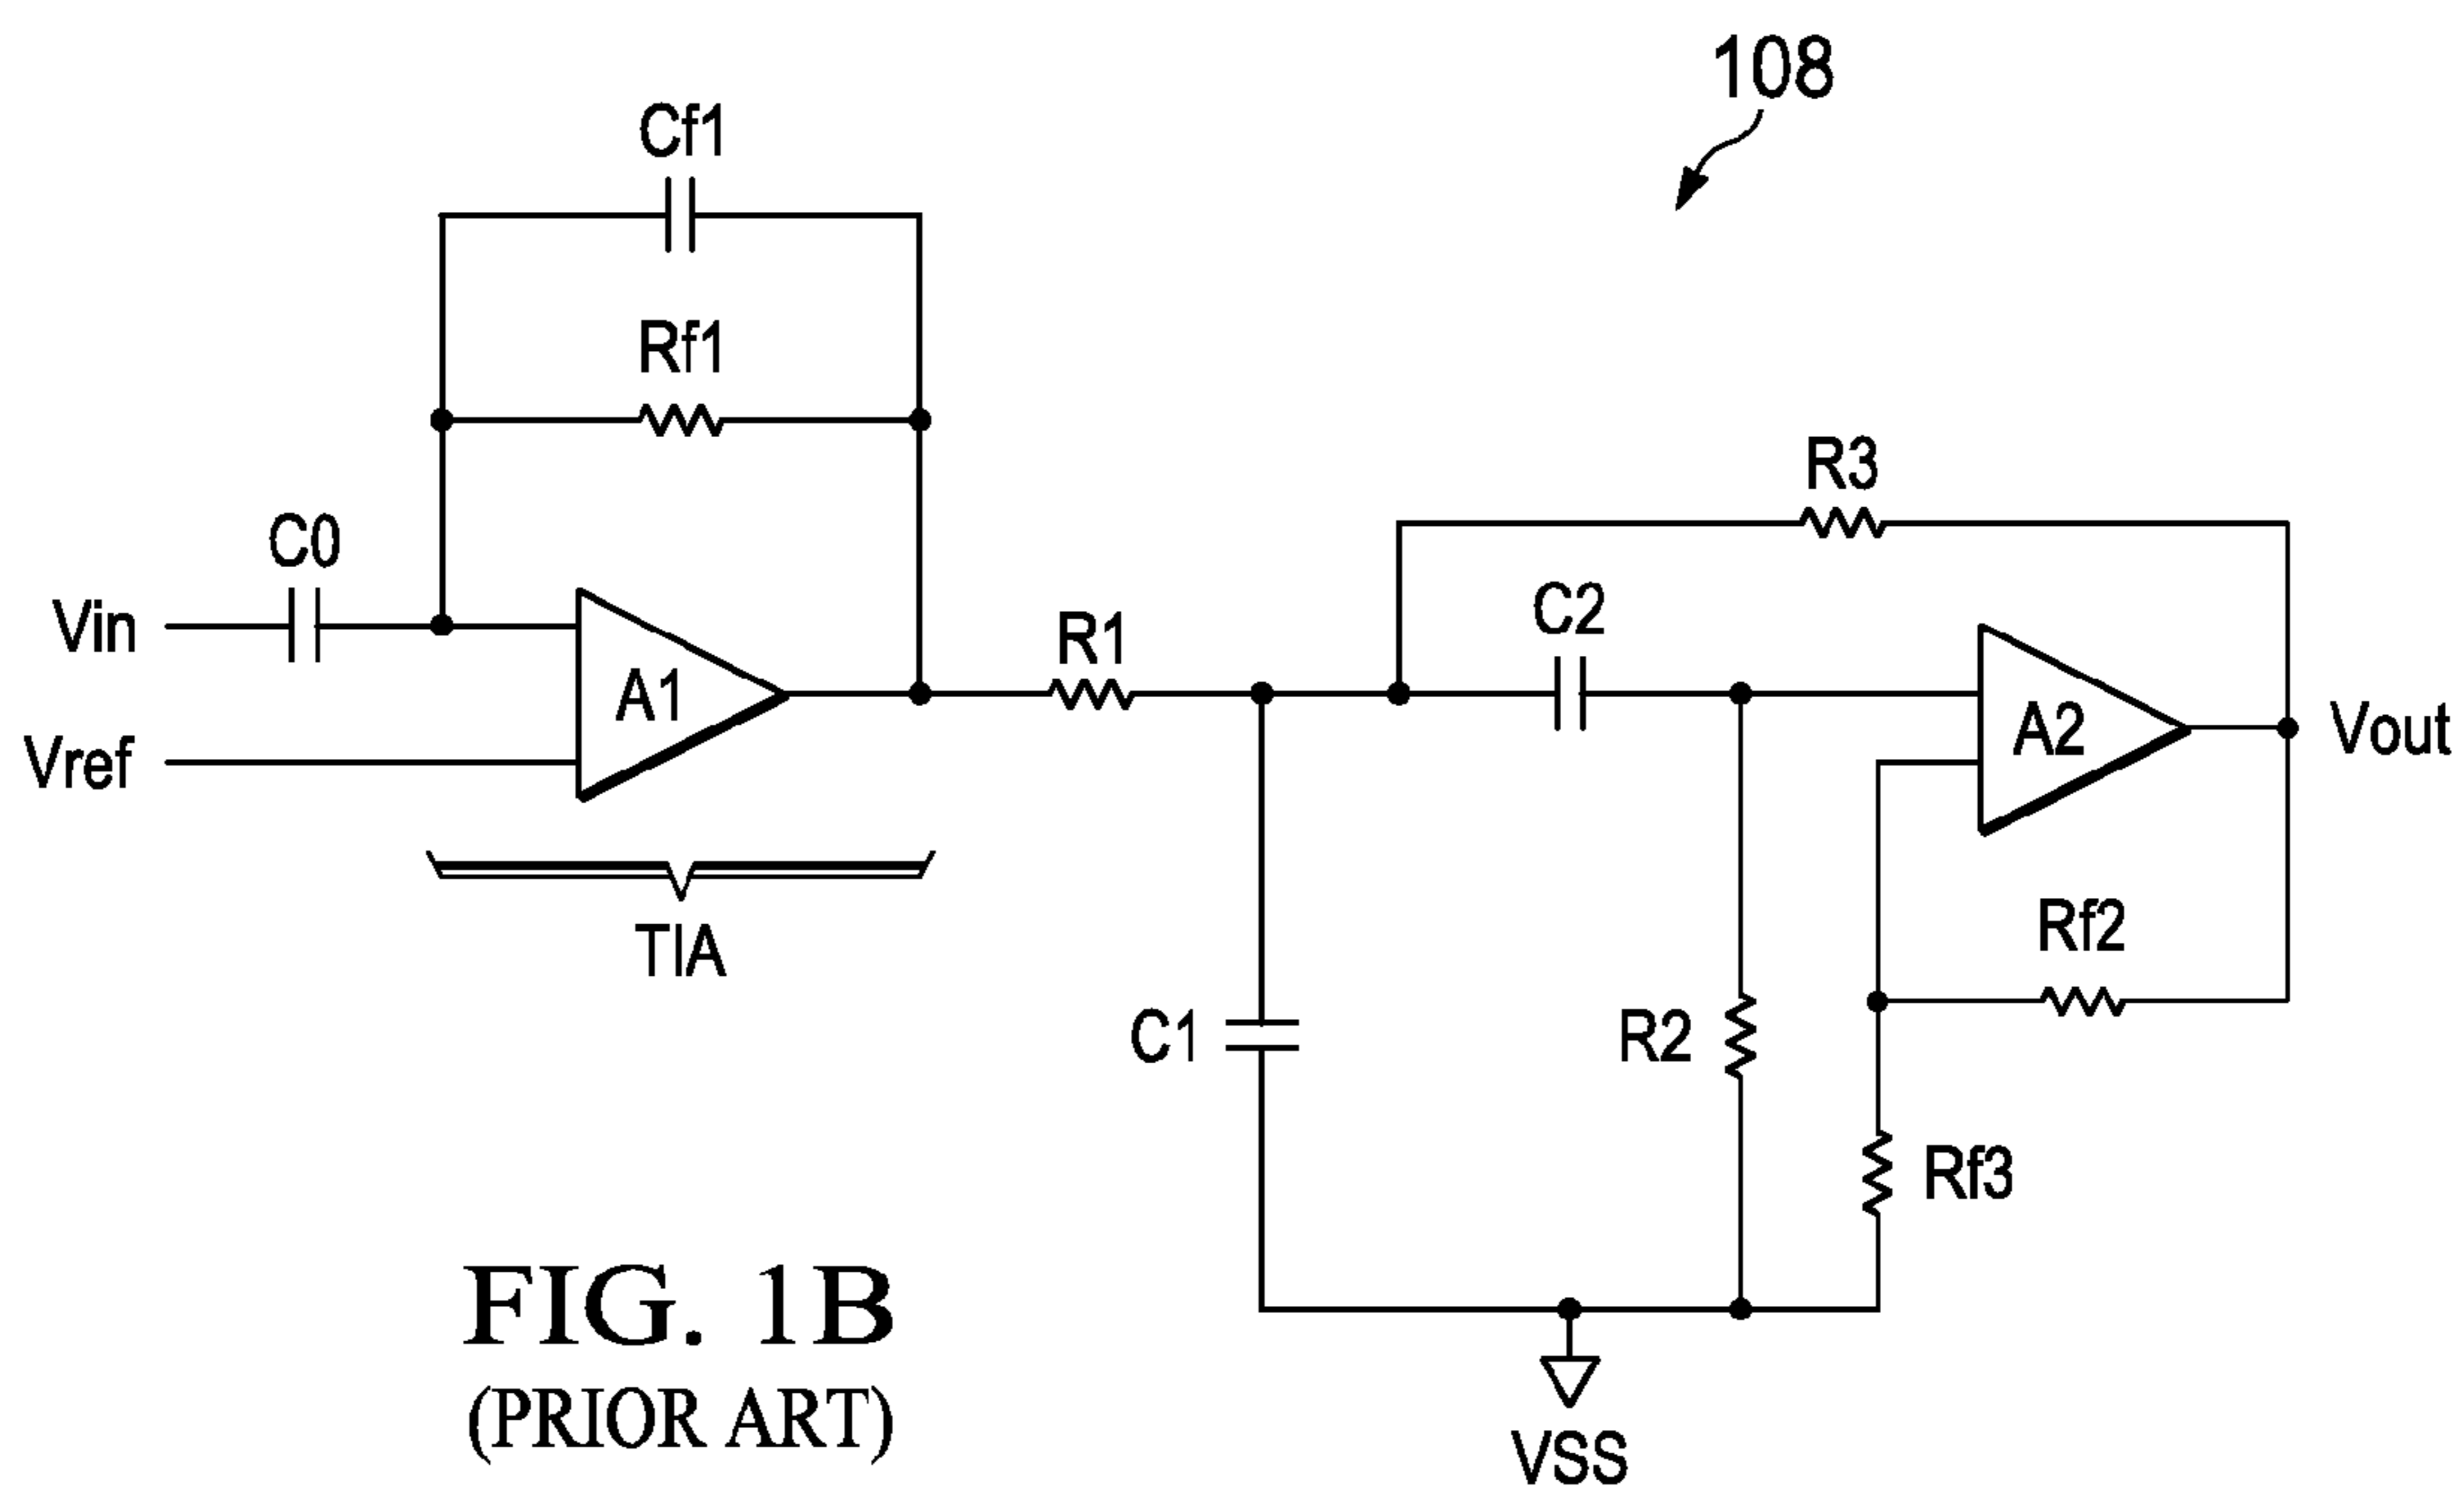 108
Cf1
Rf1
R3
C0
C2
Vin
R1
A1
A2
Vout
Vref
TIA
Rf2
C1
R2
Rf3
FIG. 1B
(PRIOR ART)
VSS